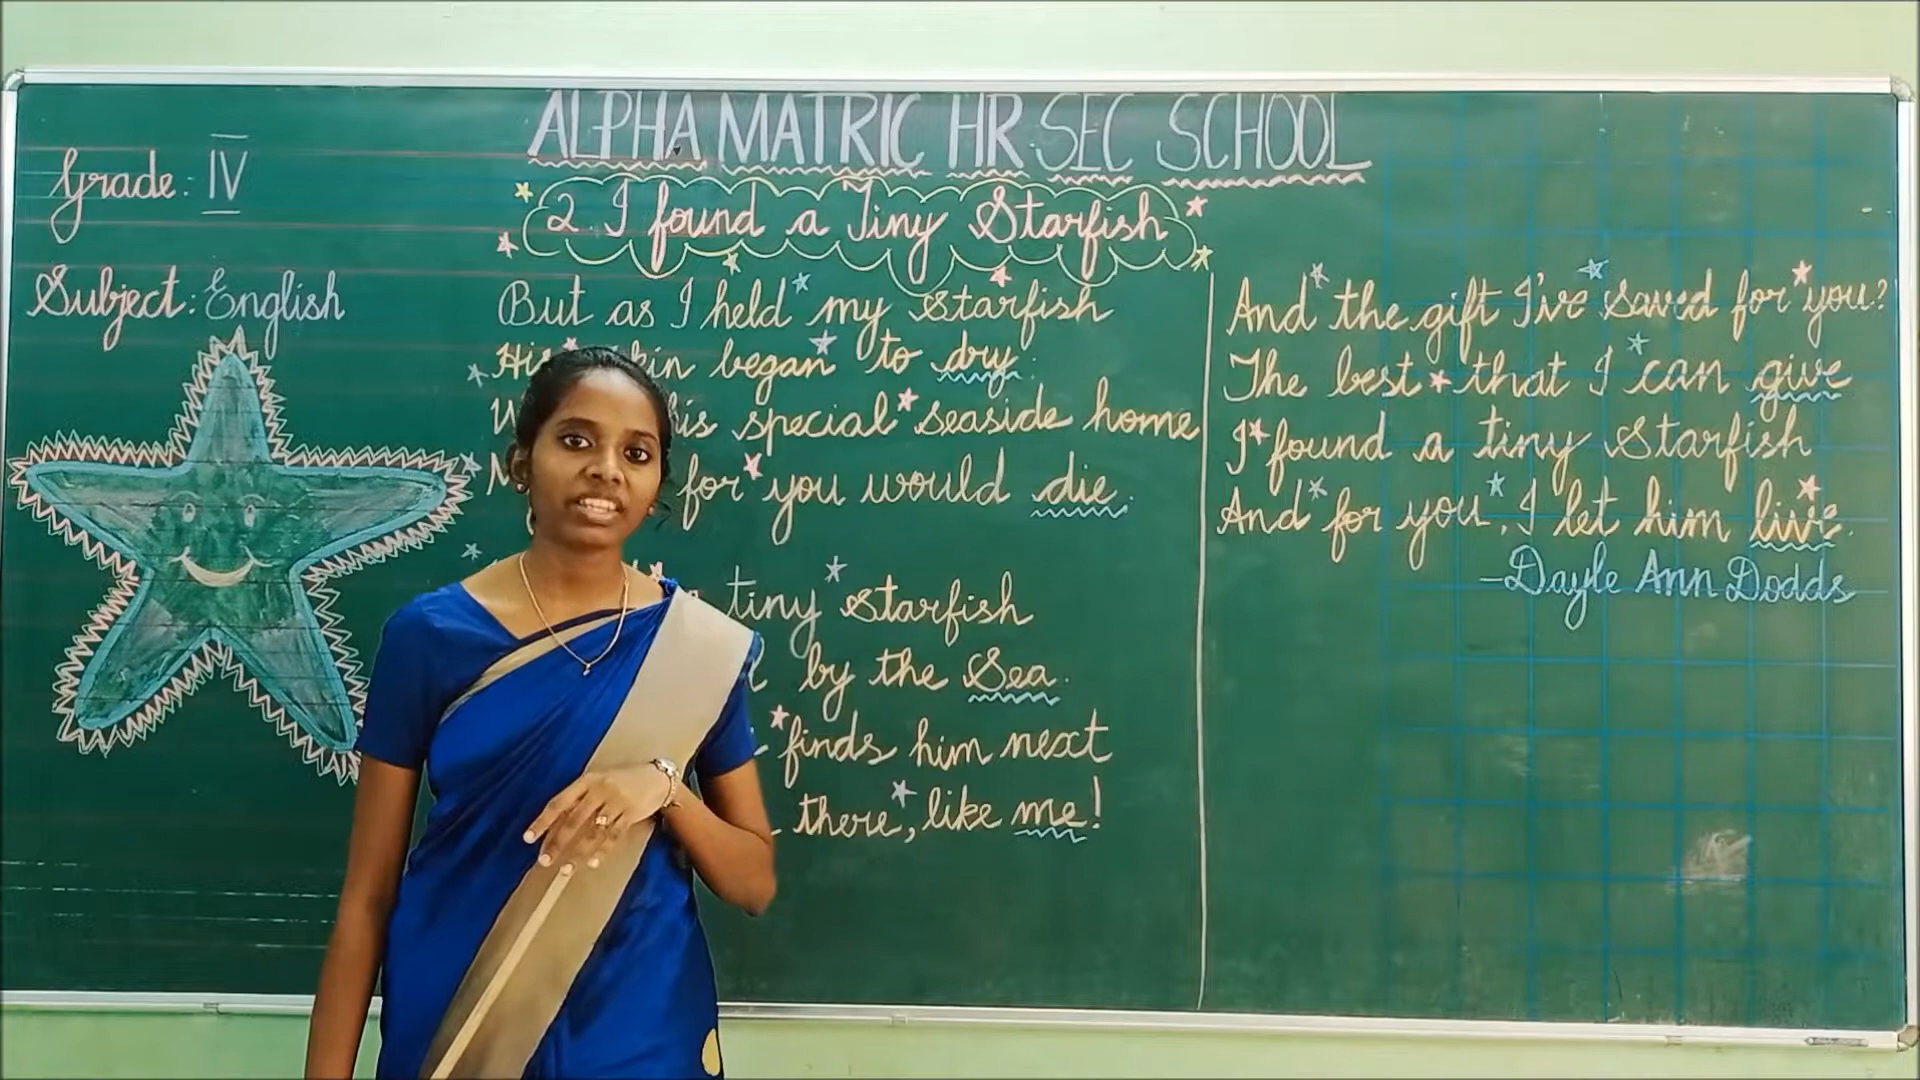 ALPHA MATRIC HR SEC SCHOOL
Grade: IV
Subject: English
2. I found a Tiny Starfish
But as I held my starfish
skin began to dry.
his special seaside home
for you would die.
tiny starfish
by the Sea.
finds him next
there, like me!
And the gift I've saved for you?
The best that I can give
I found a tiny starfish
And for you, I let him live.
-Dayle Ann Dodds